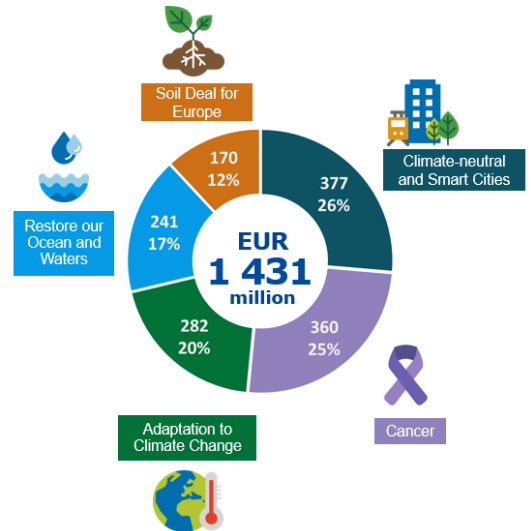 Soil Deal for
Europe
Climate-neutral
and Smart Cities
170
12%
377
26%
Restore our
Ocean and
Waters
241
17%
EUR
1 431
million
282
20%
360
25%
Adaptation to
Climate Change
Cancer